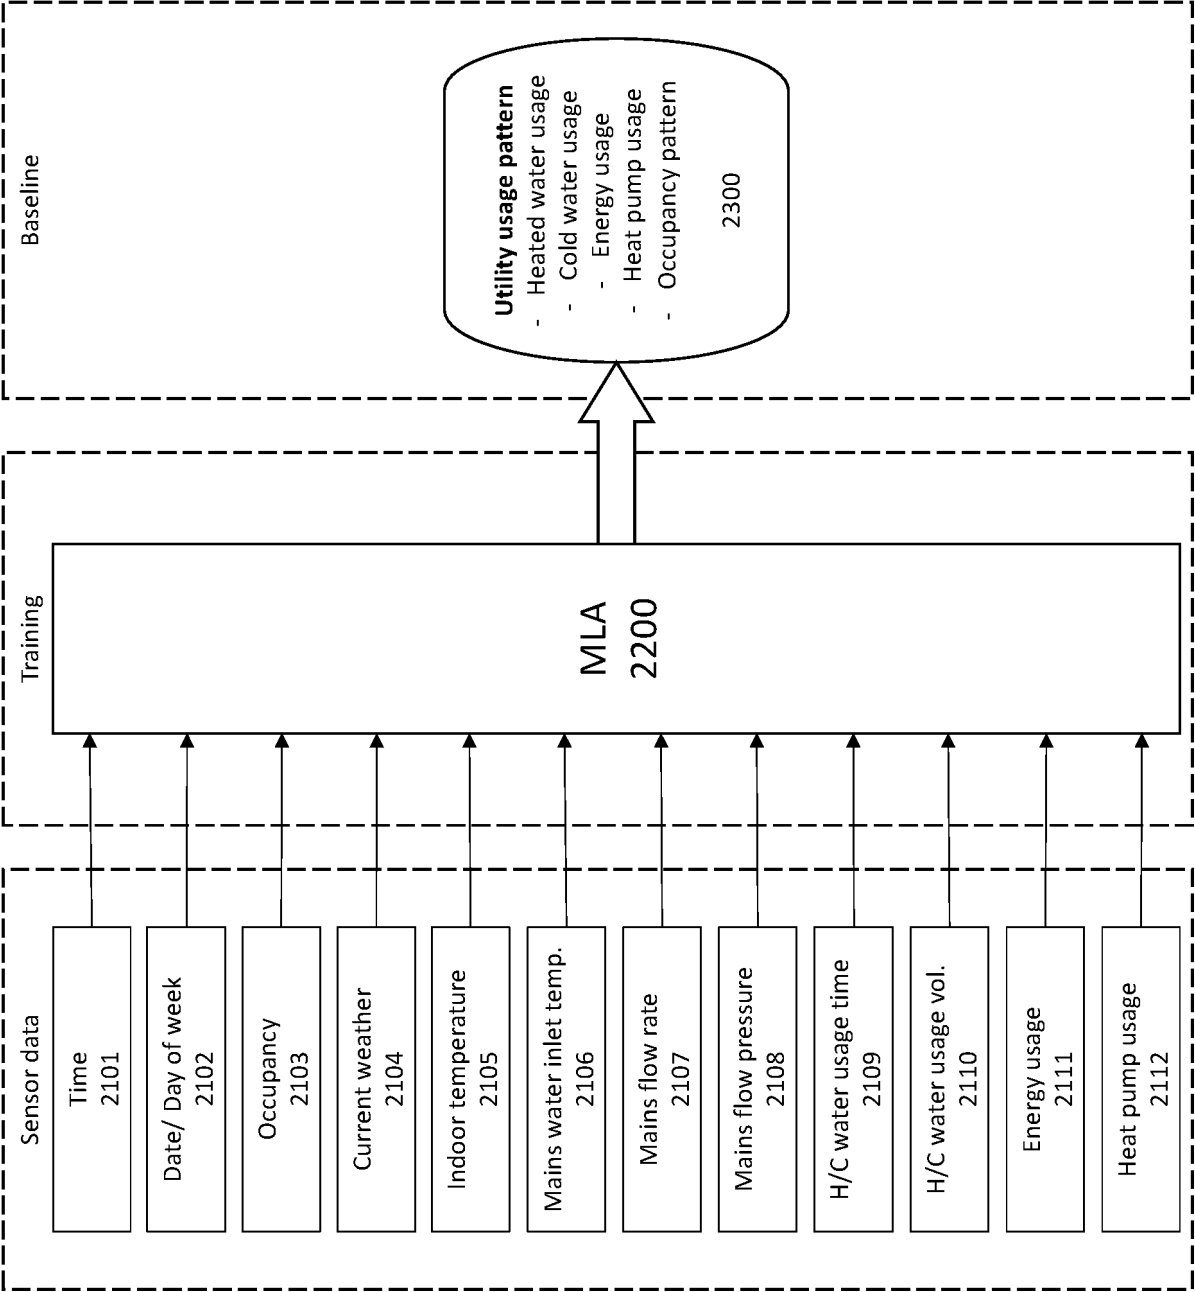 Sensor data
Time
2101
Date/ Day of week
2102
Occupancy
2103
Current weather
2104
Indoor temperature
2105
Mains water inlet temp.
2106
Mains flow rate
2107
Mains flow pressure
2108
H/C water usage time
2109
H/C water usage vol.
2110
Energy usage
2111
Heat pump usage
2112
Training
MLA
2200
Baseline
Utility usage pattern
- Heated water usage
- Cold water usage
- Energy usage
- Heat pump usage
- Occupancy pattern
2300